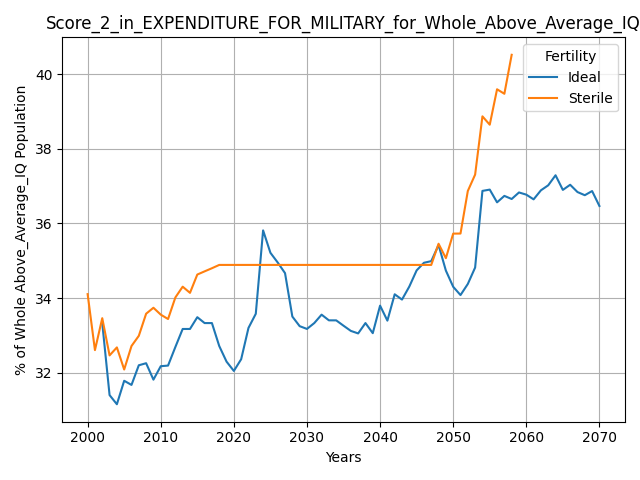 Score_2_in_EXPENDITURE_FOR_MILITARY_for_Whole_Above_Average_IQ
Fertility
Ideal
Sterile
% of Whole Above_Average_IQ Population
40
38
36
34
32
2000 2010 2020 2030 2040 2050 2060 2070
Years